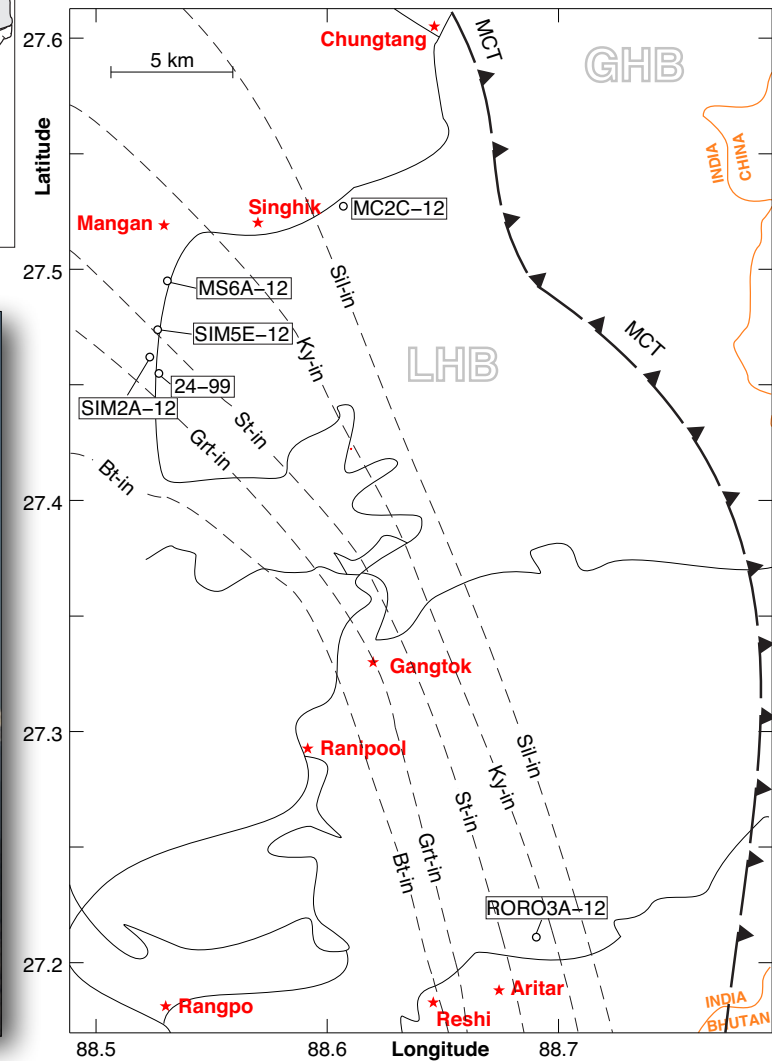 27.6
Chungtang
MCT
GHB
5 km
Latitude
INDIA
CHINA
Singhik
MC2C–12
Mangan
27.5
MS6A–12
Sil-in
SIM5E–12
MCT
Ky-in
LHB
24–99
SIM2A–12
St-in
Grt-in
Bt-in
27.4
Gangtok
27.3
Ranipool
Sil-in
Ky-in
St-in
Grt-in
Bt-in
RORO3A–12
27.2
Aritar
Rangpo
Reshi
INDIA
BHUTAN
88.5
88.6
Longitude
88.7